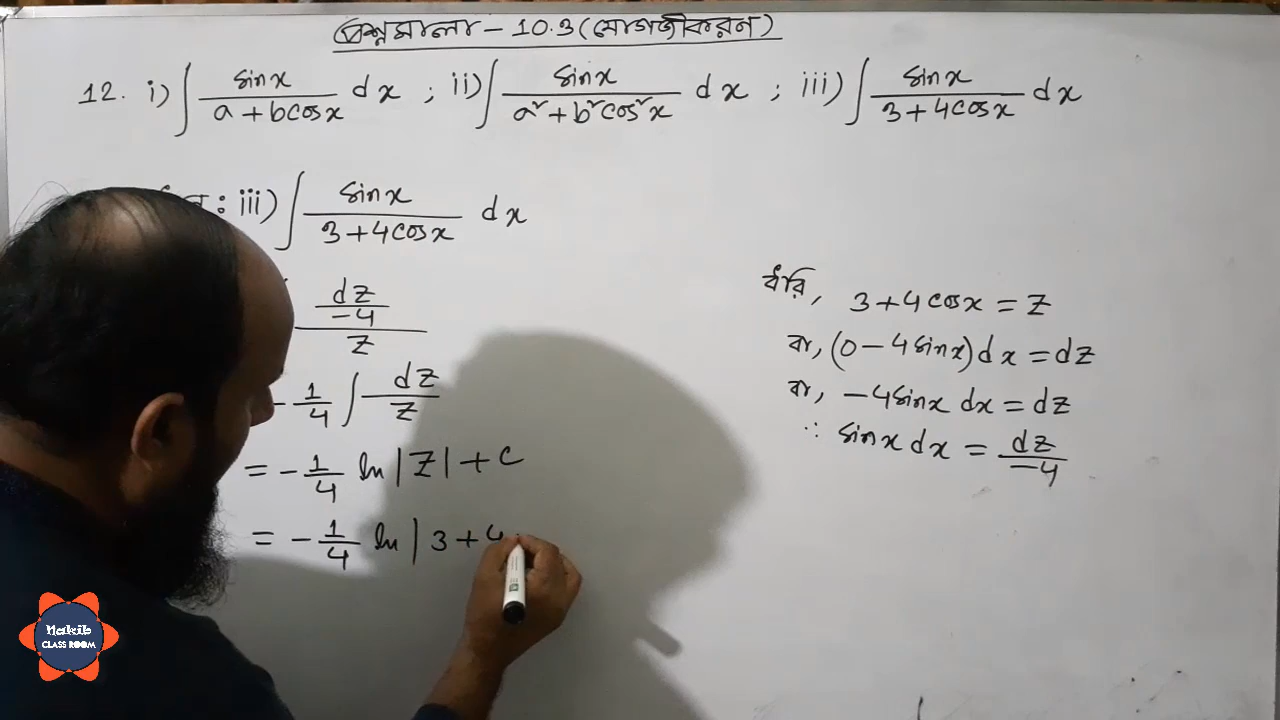 প্রশ্নমালা - 10.3 (যোগজীকরন)
12. i) ∫ sinx / (a + bcosx) dx ; ii) ∫ sinx / (a² + b²cos²x) dx ; iii) ∫ sinx / (3 + 4cosx) dx
: iii) ∫ sinx / (3 + 4cosx) dx
(dz / -4) / z
- 1/4 ∫ dz / z
= - 1/4 ln |z| + c
= - 1/4 ln | 3 + 4
ধরি, 3 + 4cosx = z
বা, (0 - 4sinx) dx = dz
বা, -4sinx dx = dz
∴ sinx dx = dz / -4
Nakib
CLASS ROOM